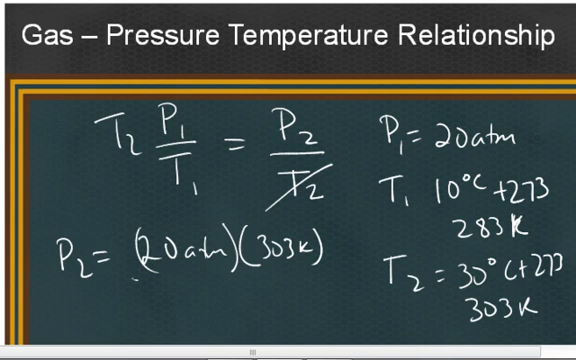 Gas – Pressure Temperature Relationship
T₂ P₁/T₁ = P₂/T₂
P₂ = (20atm)(303K)
P₁ = 20atm
T₁ 10°C +273
283K
T₂ = 30°C +273
303K